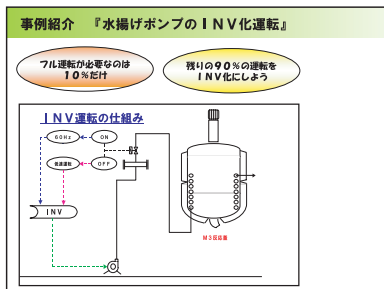 事例紹介 『水揚げポンプのINV化運転』
フル運転が必要なのは
10%だけ
残りの90%の運転を
INV化にしよう
INV運転の仕組み
60Hz
ON
低速運転
OFF
INV
M3反応器